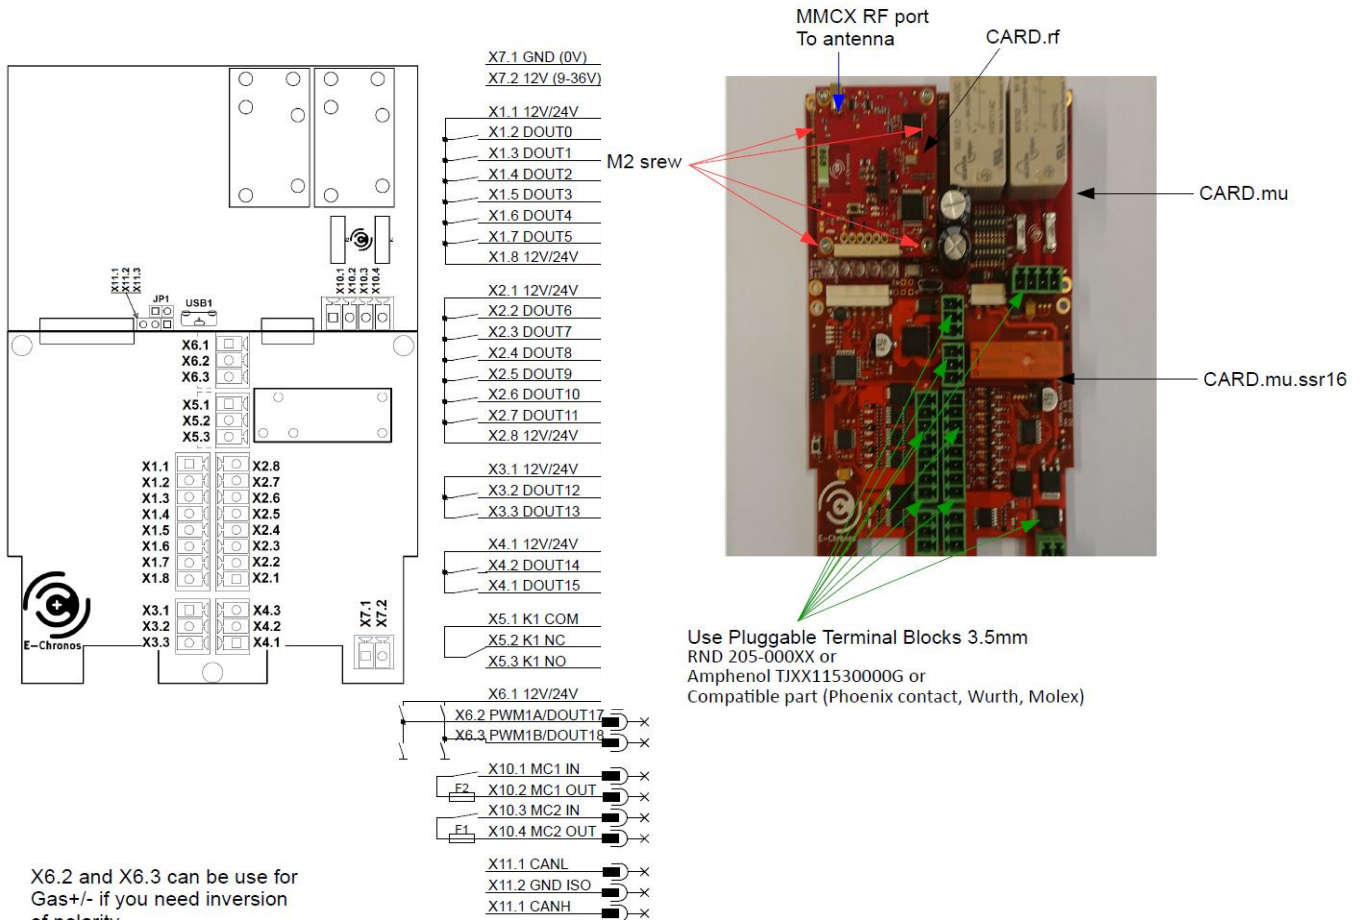 MMCX RF port
To antenna
CARD.rf
M2 srew
CARD.mu
CARD.mu.ssr16
X7.1 GND (0V)
X7.2 12V (9-36V)
X1.1 12V/24V
X1.2 DOUT0
X1.3 DOUT1
X1.4 DOUT2
X1.5 DOUT3
X1.6 DOUT4
X1.7 DOUT5
X1.8 12V/24V
X2.1 12V/24V
X2.2 DOUT6
X2.3 DOUT7
X2.4 DOUT8
X2.5 DOUT9
X2.6 DOUT10
X2.7 DOUT11
X2.8 12V/24V
X3.1 12V/24V
X3.2 DOUT12
X3.3 DOUT13
X4.1 12V/24V
X4.2 DOUT14
X4.1 DOUT15
X5.1 K1 COM
X5.2 K1 NC
X5.3 K1 NO
X6.1 12V/24V
X6.2 PWM1A/DOUT17
X6.3 PWM1B/DOUT18
X10.1 MC1 IN
F2 X10.2 MC1 OUT
X10.3 MC2 IN
F1 X10.4 MC2 OUT
X11.1 CANL
X11.2 GND ISO
X11.1 CANH
X11.1
X11.2
X11.3
JP1
USB1
X10.1
X10.2
X10.3
X10.4
X6.1
X6.2
X6.3
X5.1
X5.2
X5.3
X1.1 X2.8
X1.2 X2.7
X1.3 X2.6
X1.4 X2.5
X1.5 X2.4
X1.6 X2.3
X1.7 X2.2
X1.8 X2.1
X3.1 X4.3
X3.2 X4.2
X3.3 X4.1
X7.1
X7.2
E-Chronos
E-Chronos
Use Pluggable Terminal Blocks 3.5mm
RND 205-000XX or
Amphenol TJXX11530000G or
Compatible part (Phoenix contact, Wurth, Molex)
X6.2 and X6.3 can be use for
Gas+/- if you need inversion
of polarity